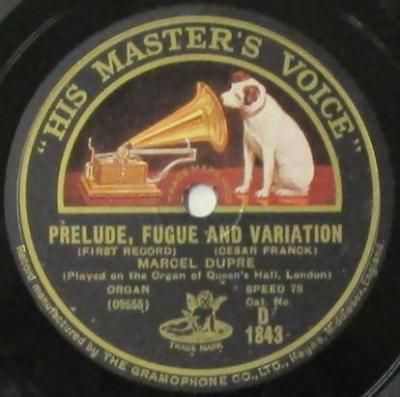 "HIS MASTER'S VOICE"
PRELUDE, FUGUE AND VARIATION
(FIRST RECORD) (CESAR FRANCK)
MARCEL DUPRE
(Played on the Organ of Queen's Hall, London)
ORGAN SPEED 78
(09555) Cat. No.
D
1843
TRADE MARK
Record manufactured by THE GRAMOPHONE CO., LTD., Hayes, Middlesex, England.